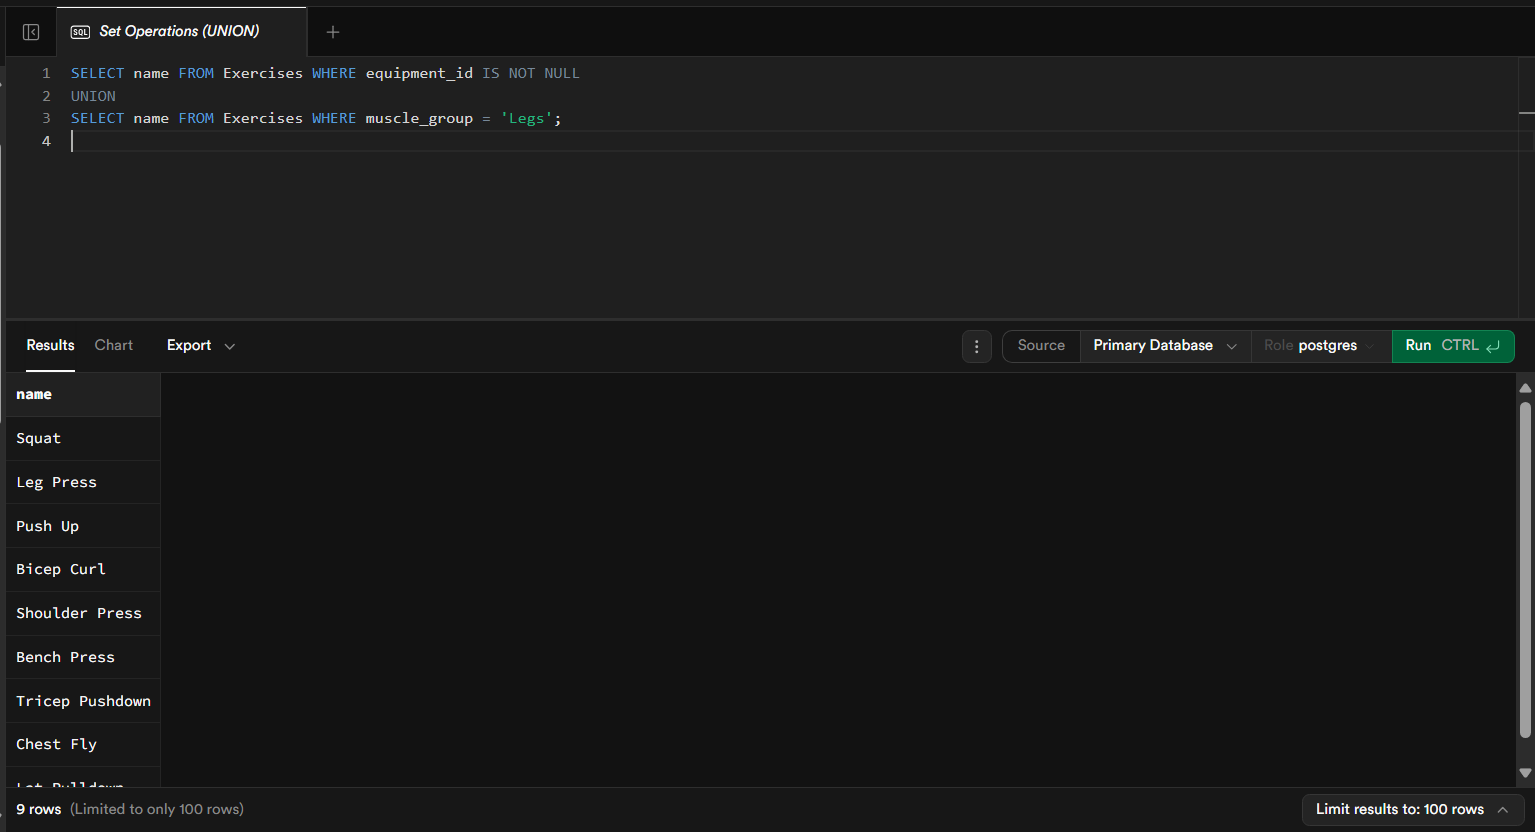 SQL Set Operations (UNION)
1 SELECT name FROM Exercises WHERE equipment_id IS NOT NULL
2 UNION
3 SELECT name FROM Exercises WHERE muscle_group = 'Legs';
4
Results Chart Export Source Primary Database Role postgres Run CTRL
name
Squat
Leg Press
Push Up
Bicep Curl
Shoulder Press
Bench Press
Tricep Pushdown
Chest Fly
Lat Pulldown
9 rows (Limited to only 100 rows) Limit results to: 100 rows